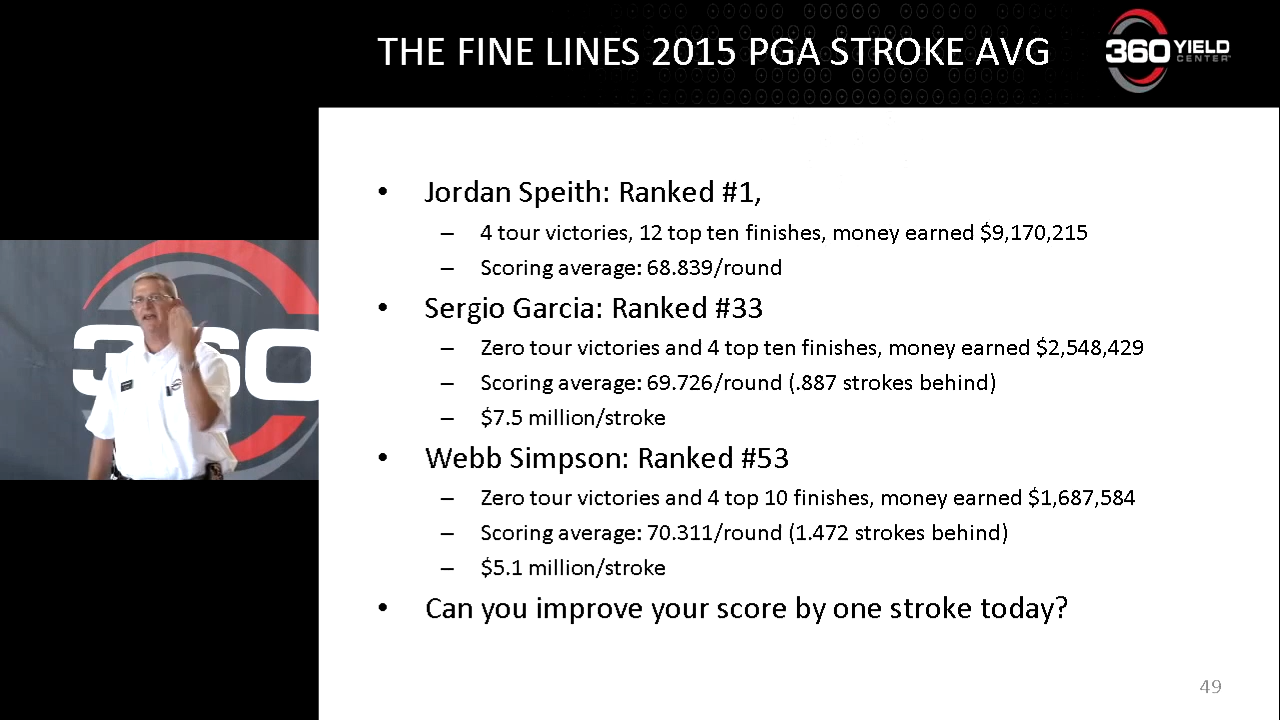 THE FINE LINES 2015 PGA STROKE AVG
360 YIELD CENTER
• Jordan Speith: Ranked #1,
– 4 tour victories, 12 top ten finishes, money earned $9,170,215
– Scoring average: 68.839/round
• Sergio Garcia: Ranked #33
– Zero tour victories and 4 top ten finishes, money earned $2,548,429
– Scoring average: 69.726/round (.887 strokes behind)
– $7.5 million/stroke
• Webb Simpson: Ranked #53
– Zero tour victories and 4 top 10 finishes, money earned $1,687,584
– Scoring average: 70.311/round (1.472 strokes behind)
– $5.1 million/stroke
• Can you improve your score by one stroke today?
360
49